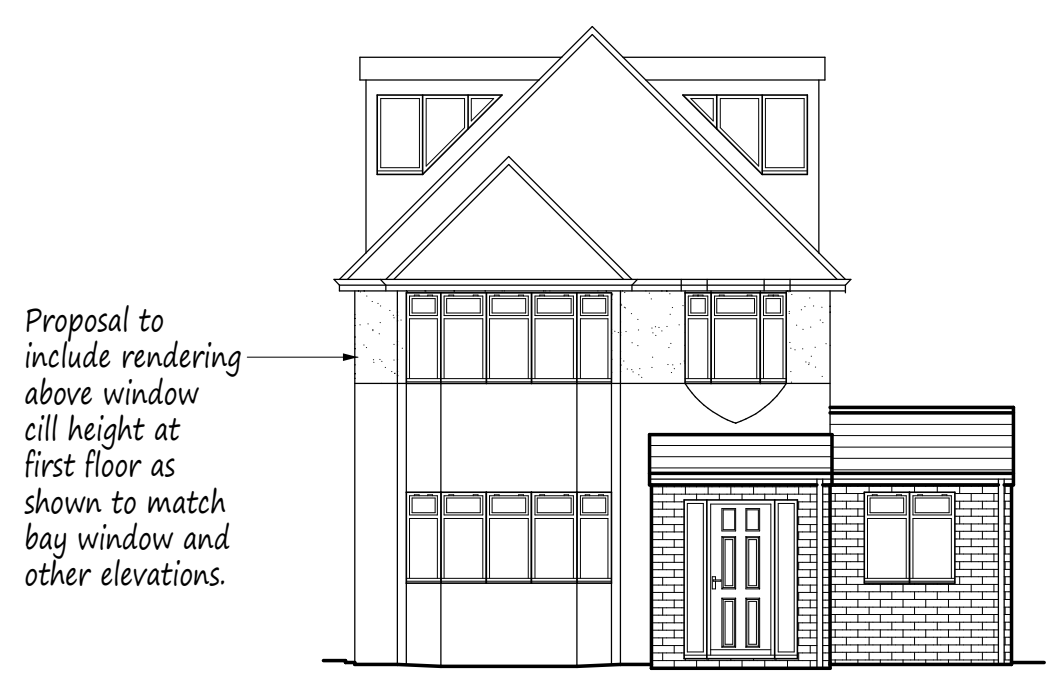 Proposal to
include rendering
above window
cill height at
first floor as
shown to match
bay window and
other elevations.